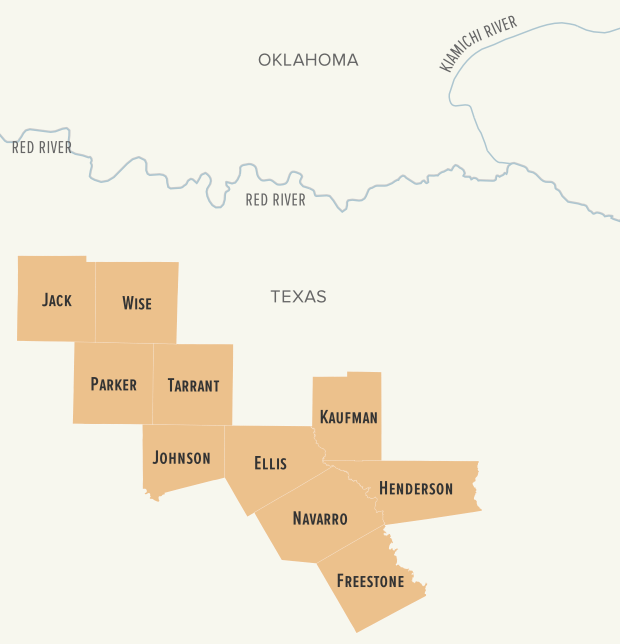 KIAMICHI RIVER
OKLAHOMA
RED RIVER
RED RIVER
TEXAS
JACK
WISE
PARKER
TARRANT
KAUFMAN
JOHNSON
ELLIS
HENDERSON
NAVARRO
FREESTONE